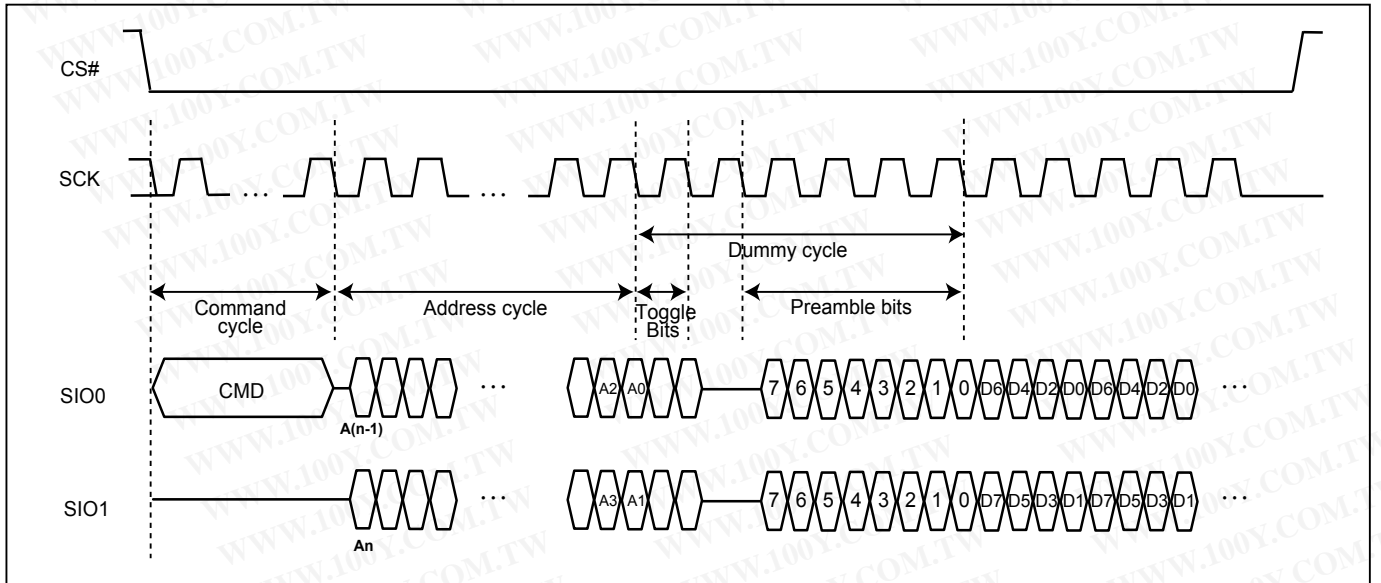 CS#
SCK
...
...
Dummy cycle
Command
cycle
Address cycle
Toggle
Bits
Preamble bits
SIO0
CMD
...
A2
A0
7 6 5 4 3 2 1 0 D6 D4 D2 D0 D6 D4 D2 D0
...
A(n-1)
SIO1
...
A3
A1
7 6 5 4 3 2 1 0 D7 D5 D3 D1 D7 D5 D3 D1
...
An
WWW.100Y.COM.TW